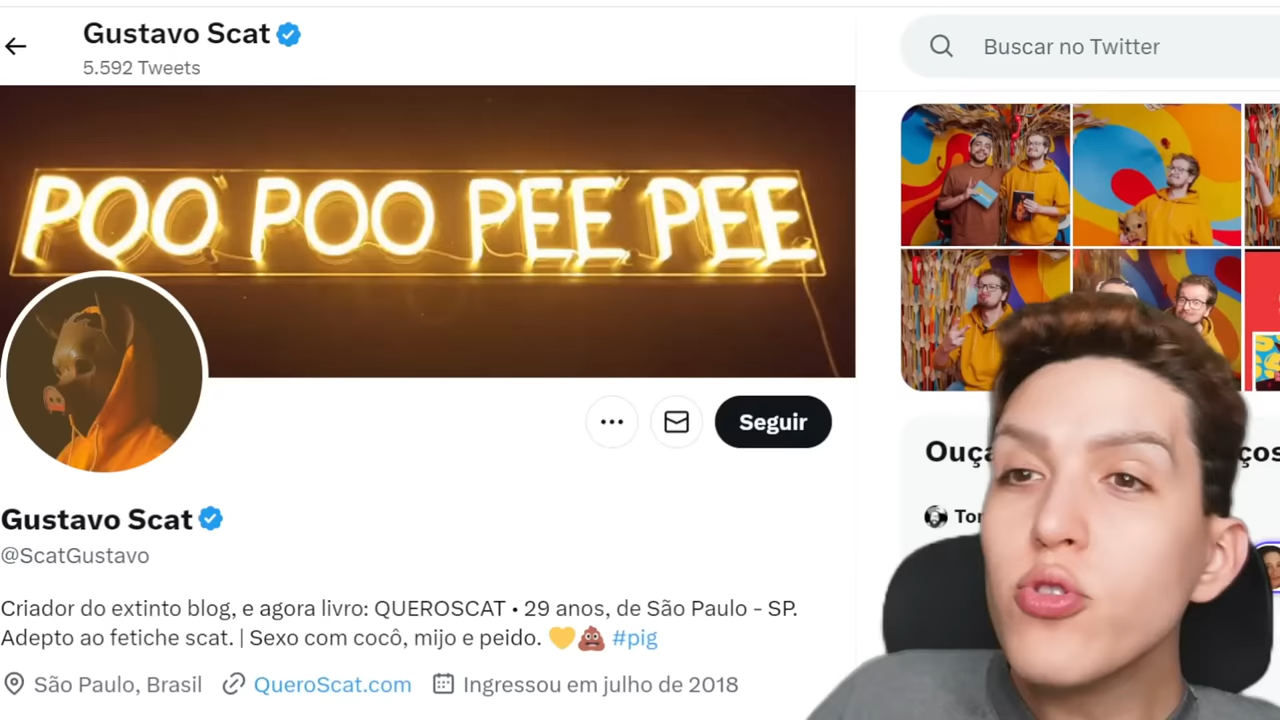 Gustavo Scat
5.592 Tweets
Buscar no Twitter
POO POO PEE PEE
Seguir
Ouça
ços
Gustavo Scat
@ScatGustavo
Criador do extinto blog, e agora livro: QUEROSCAT • 29 anos, de São Paulo - SP.
Adepto ao fetiche scat. | Sexo com cocô, mijo e peido. 💛💩 #pig
São Paulo, Brasil QueroScat.com Ingressou em julho de 2018